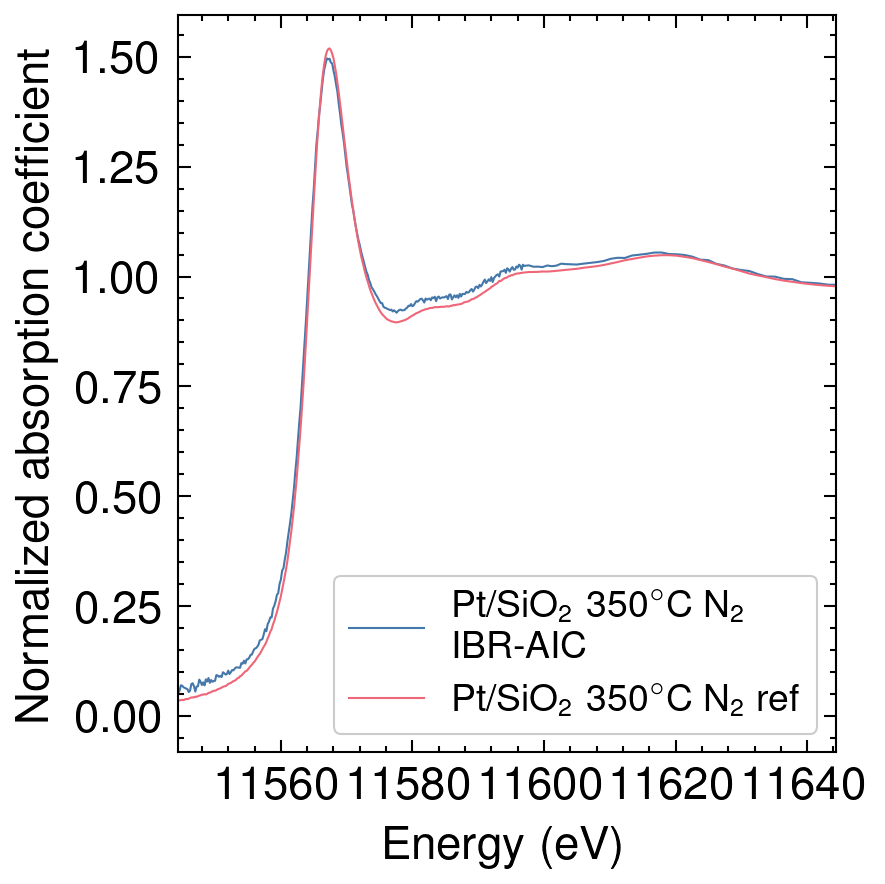 1.50
1.25
1.00
0.75
0.50
0.25
0.00
Normalized absorption coefficient
Pt/SiO₂ 350°C N₂
IBR-AIC
Pt/SiO₂ 350°C N₂ ref
11560 11580 11600 11620 11640
Energy (eV)